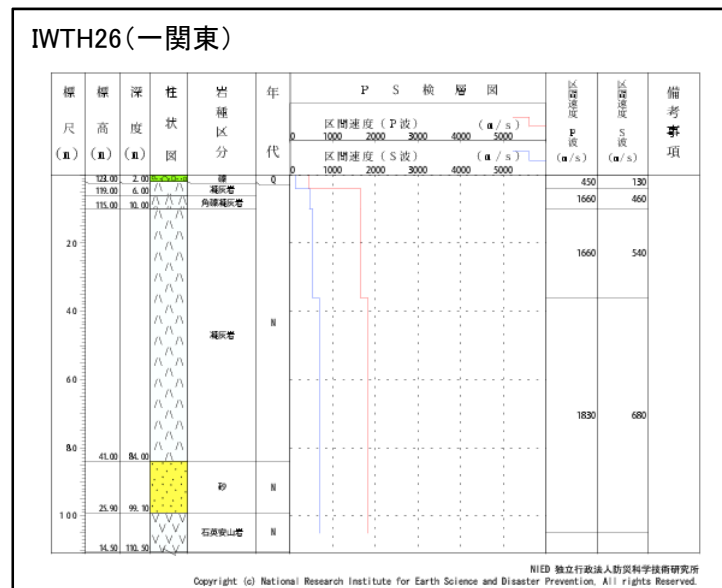 IWTH26(一関東)
標尺(m) 標高(m) 深度(m) 柱状図 岩種区分 年代 PS検層図 区間速度 P波 (m/s) 区間速度 S波 (m/s) 備考事項
区間速度(P波) (m/s)
0 1000 2000 3000 4000 5000
区間速度(S波) (m/s)
0 1000 2000 3000 4000 5000
123.00 2.00 礫 Q 450 130
119.00 6.00 凝灰岩 1660 460
115.00 10.00 角礫凝灰岩
20 1660 540
40 凝灰岩 N
60 1830 680
80
41.00 84.00
砂 N
25.90 99.10
100
石英安山岩 N
14.50 110.50
NIED 独立行政法人防災科学技術研究所
Copyright (c) National Research Institute for Earth Science and Disaster Prevention, All rights Reserved.